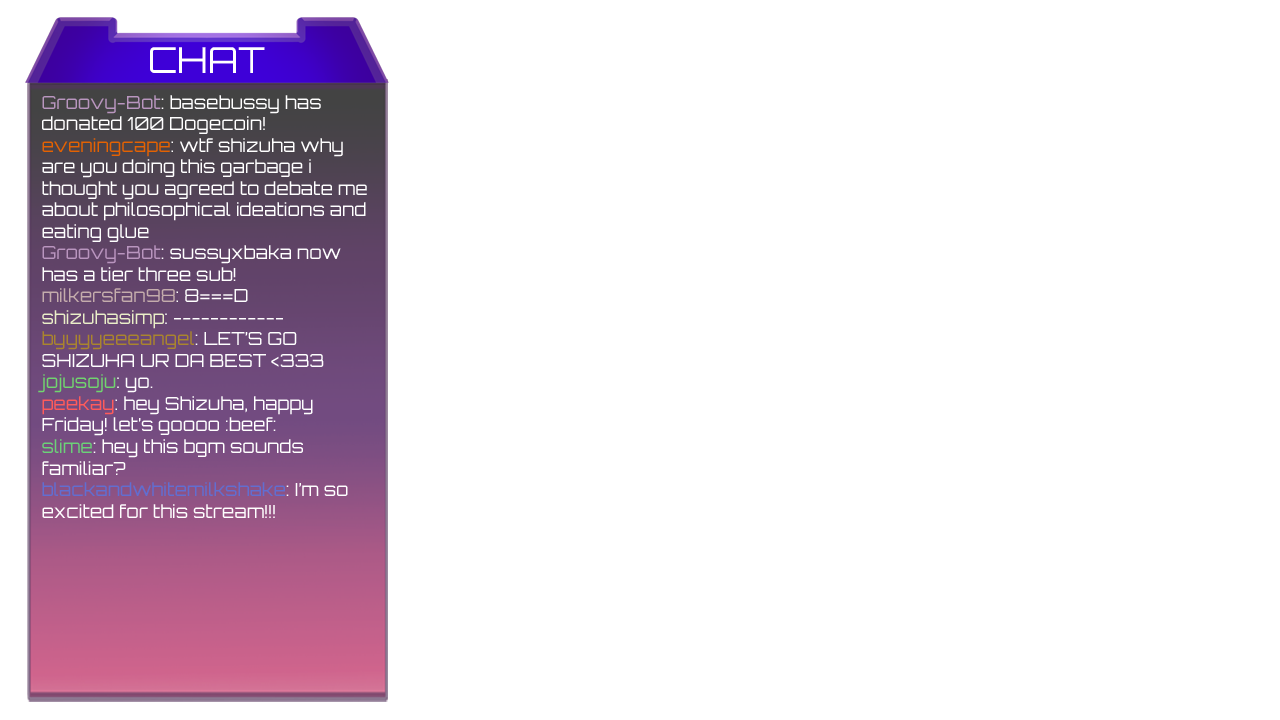 CHAT
Groovy-Bot: basebussy has
donated 100 Dogecoin!
eveningcape: wtf shizuha why
are you doing this garbage i
thought you agreed to debate me
about philosophical ideations and
eating glue
Groovy-Bot: sussyxbaka now
has a tier three sub!
milkersfan98: 8===D
shizuhasimp: ------------
byyyyeeeangel: LET'S GO
SHIZUHA UR DA BEST <333
jojusoju: yo.
peekay: hey Shizuha, happy
Friday! let's goooo :beef:
slime: hey this bgm sounds
familiar?
blackandwhitemilkshake: I'm so
excited for this stream!!!